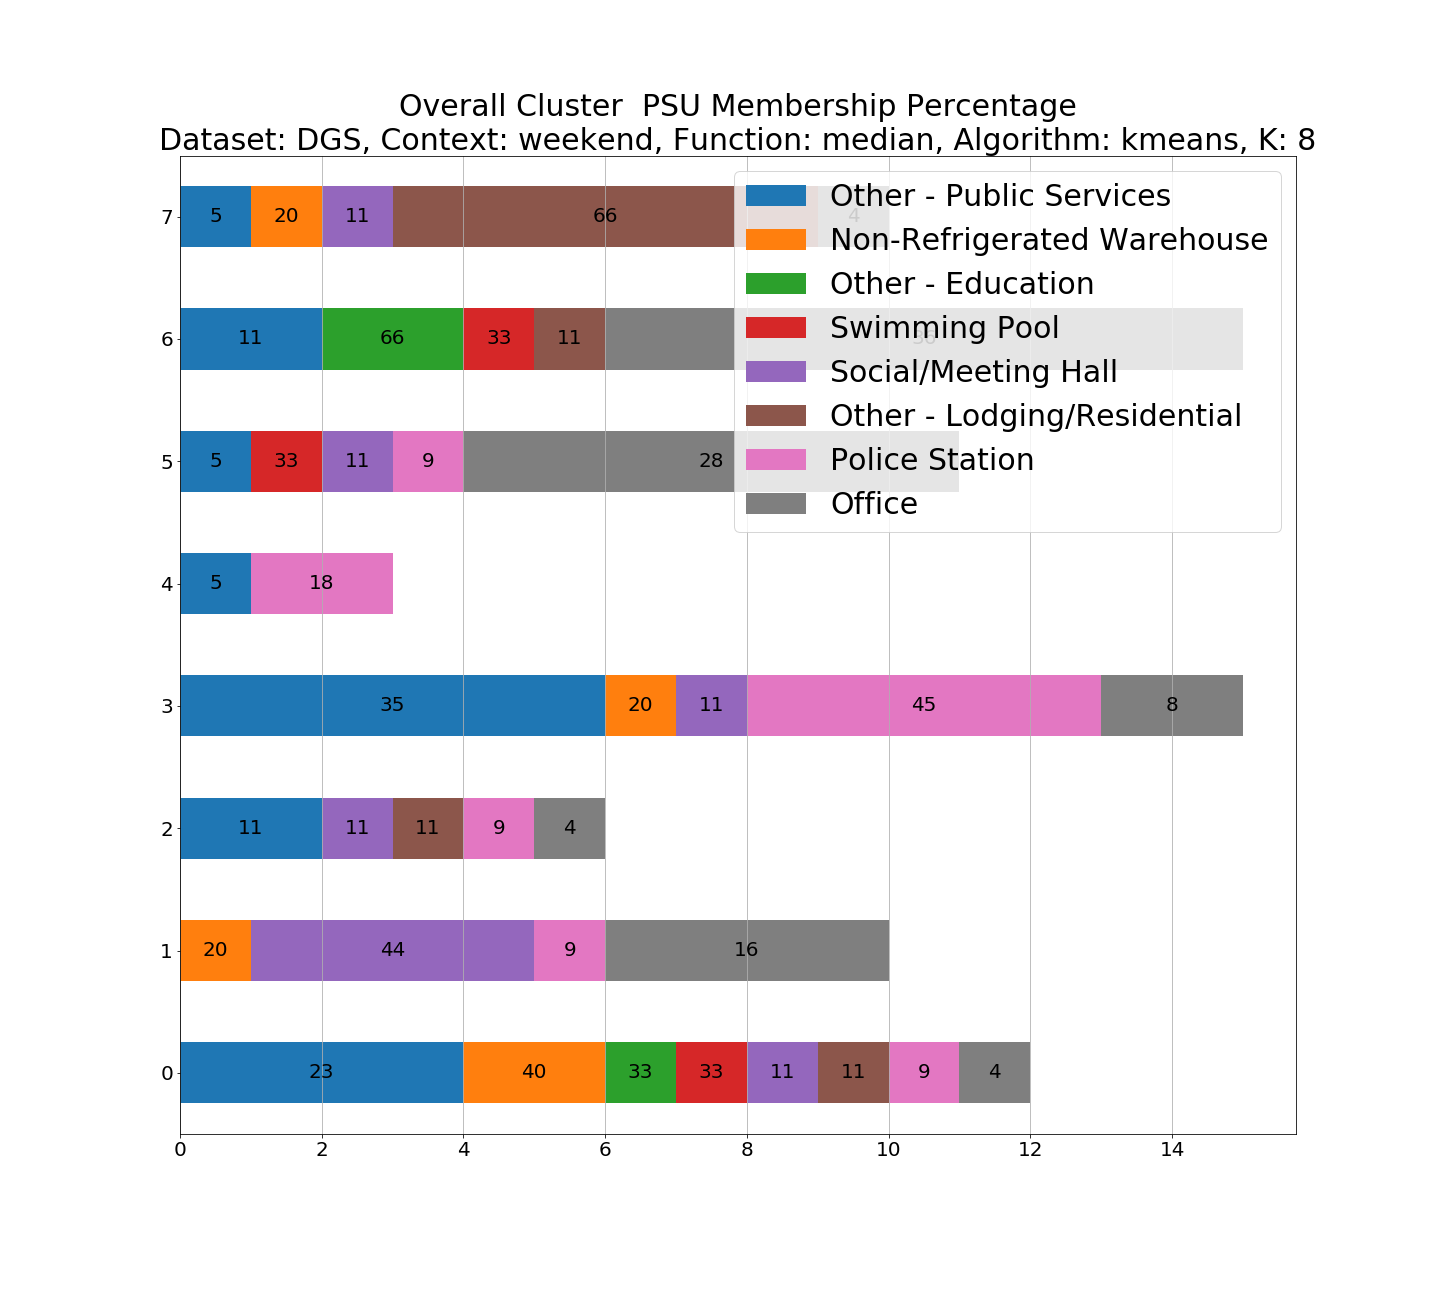 Overall Cluster  PSU Membership Percentage
Dataset: DGS, Context: weekend, Function: median, Algorithm: kmeans, K: 8
7 5 20 11 66 4
6 11 66 33 11 36
5 5 33 11 9 28
4 5 18
3 35 20 11 45 8
2 11 11 11 9 4
1 20 44 9 16
0 23 40 33 33 11 11 9 4
0 2 4 6 8 10 12 14
Other - Public Services
Non-Refrigerated Warehouse
Other - Education
Swimming Pool
Social/Meeting Hall
Other - Lodging/Residential
Police Station
Office